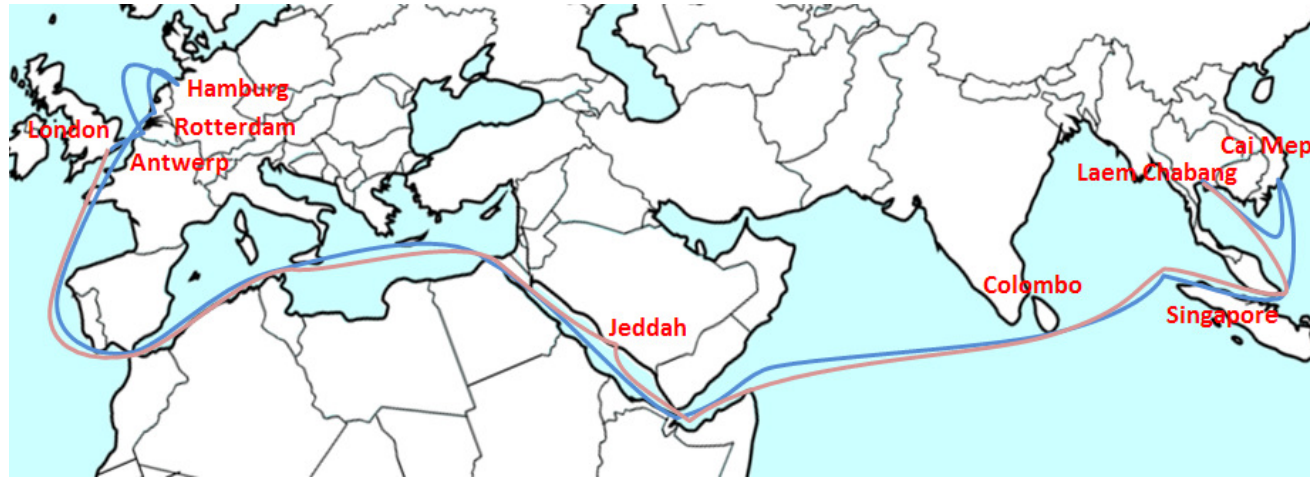 Hamburg
London
Rotterdam
Antwerp
Cai Mep
Laem Chabang
Colombo
Singapore
Jeddah